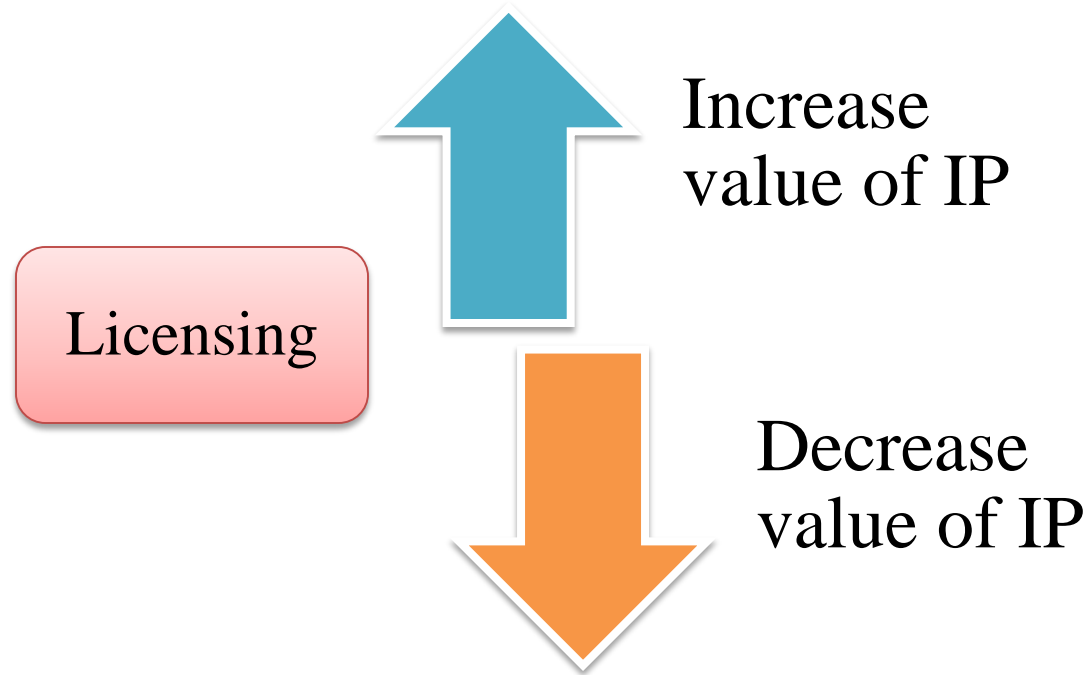 Increase
value of IP
Licensing
Decrease
value of IP